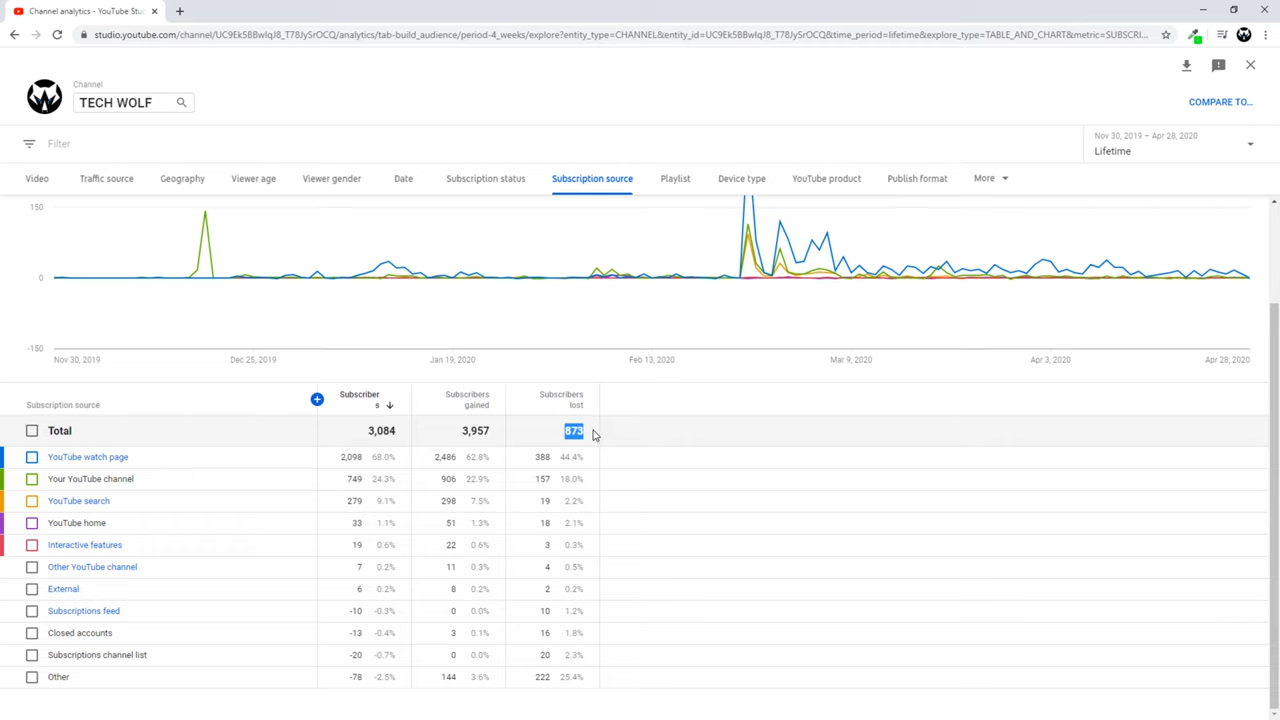 Channel analytics - YouTube Stu
studio.youtube.com/channel/UC9Ek5BBwIqIJ8_T78JySrOCQ/analytics/tab-build_audience/period-4_weeks/explore?entity_type=CHANNEL&entity_id=UC9Ek5BBwIqIJ8_T78JySrOCQ&time_period=lifetime&explore_type=TABLE_AND_CHART&metric=SUBSCRI...
Channel
TECH WOLF
COMPARE TO...
Filter
Nov 30, 2019 – Apr 28, 2020
Lifetime
Video Traffic source Geography Viewer age Viewer gender Date Subscription status Subscription source Playlist Device type YouTube product Publish format More
150
0
-150
Nov 30, 2019 Dec 25, 2019 Jan 19, 2020 Feb 13, 2020 Mar 9, 2020 Apr 3, 2020 Apr 28, 2020
Subscription source
Subscriber
s
Subscribers
gained
Subscribers
lost
Total 3,084 3,957 873
YouTube watch page 2,098 68.0% 2,486 62.8% 388 44.4%
Your YouTube channel 749 24.3% 906 22.9% 157 18.0%
YouTube search 279 9.1% 298 7.5% 19 2.2%
YouTube home 33 1.1% 51 1.3% 18 2.1%
Interactive features 19 0.6% 22 0.6% 3 0.3%
Other YouTube channel 7 0.2% 11 0.3% 4 0.5%
External 6 0.2% 8 0.2% 2 0.2%
Subscriptions feed -10 -0.3% 0 0.0% 10 1.2%
Closed accounts -13 -0.4% 3 0.1% 16 1.8%
Subscriptions channel list -20 -0.7% 0 0.0% 20 2.3%
Other -78 -2.5% 144 3.6% 222 25.4%